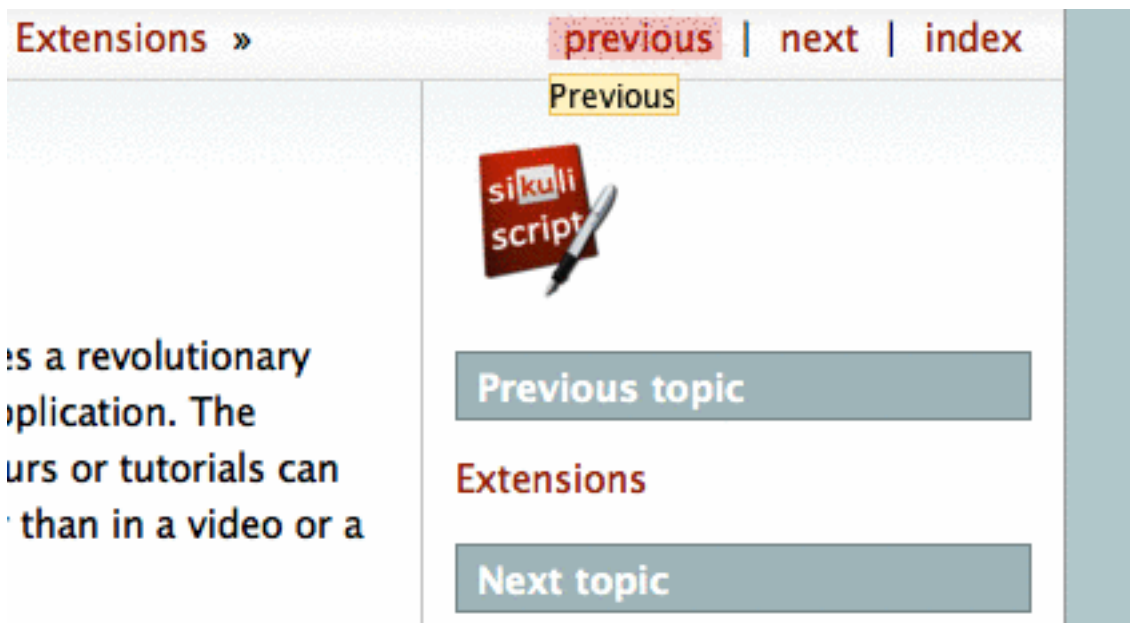 Extensions »
previous | next | index
Previous
sikuli
script
es a revolutionary
pplication. The
urs or tutorials can
than in a video or a
Previous topic
Extensions
Next topic